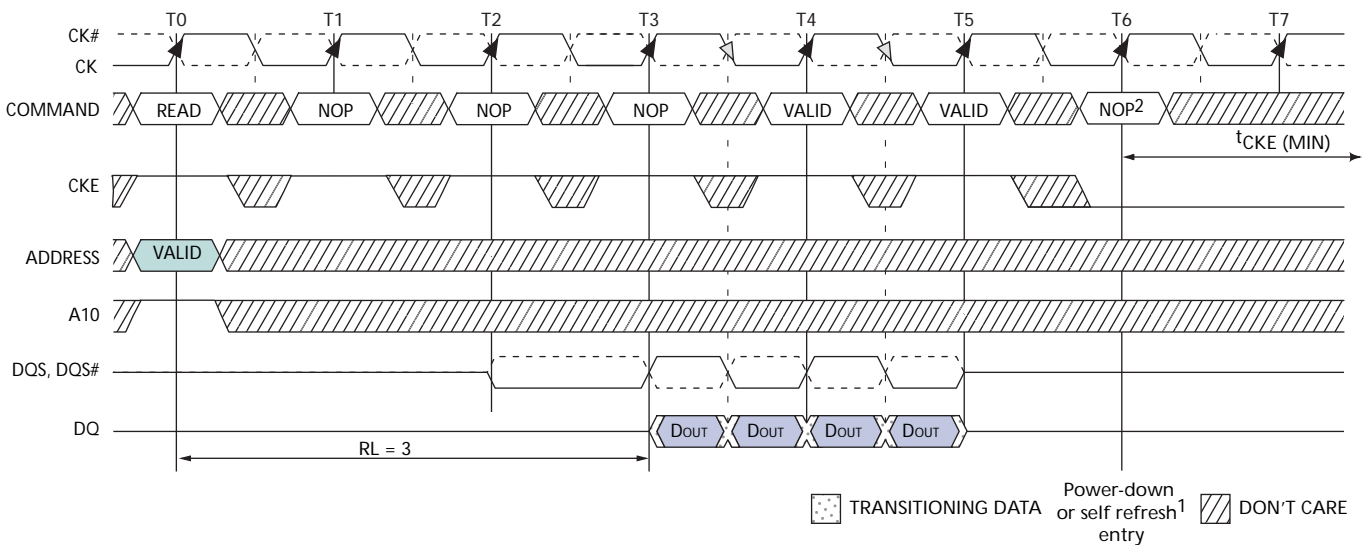 T0 T1 T2 T3 T4 T5 T6 T7
CK#
CK
COMMAND READ NOP NOP NOP VALID VALID NOP2
tCKE (MIN)
CKE
ADDRESS VALID
A10
DQS, DQS#
DQ DOUT DOUT DOUT DOUT
RL = 3
TRANSITIONING DATA
Power-down
or self refresh1
entry
DON'T CARE